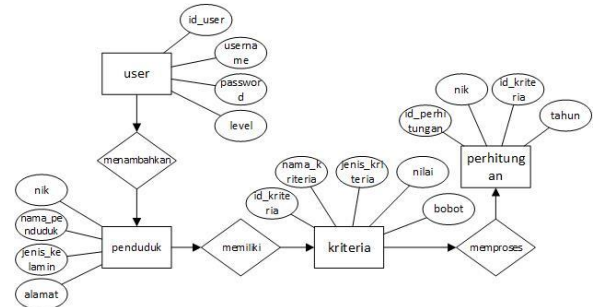 id_user
user
userna
me
passwor
d
level
menambahkan
nik
nama_pe
nduduk
jenis_ke
lamin
alamat
penduduk
memiliki
id_krite
ria
nama_k
riteria
jenis_kri
teria
nilai
bobot
kriteria
memproses
id_perhi
tungan
nik
id_krite
ria
tahun
perhitung
an